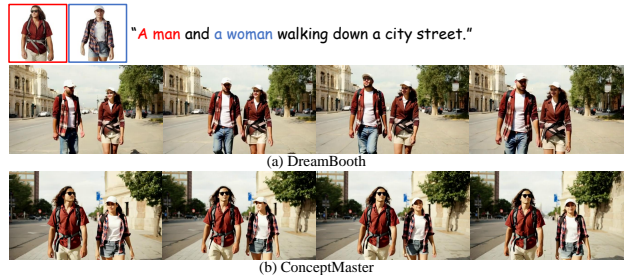 “A man and a woman walking down a city street.”
(a) DreamBooth
(b) ConceptMaster